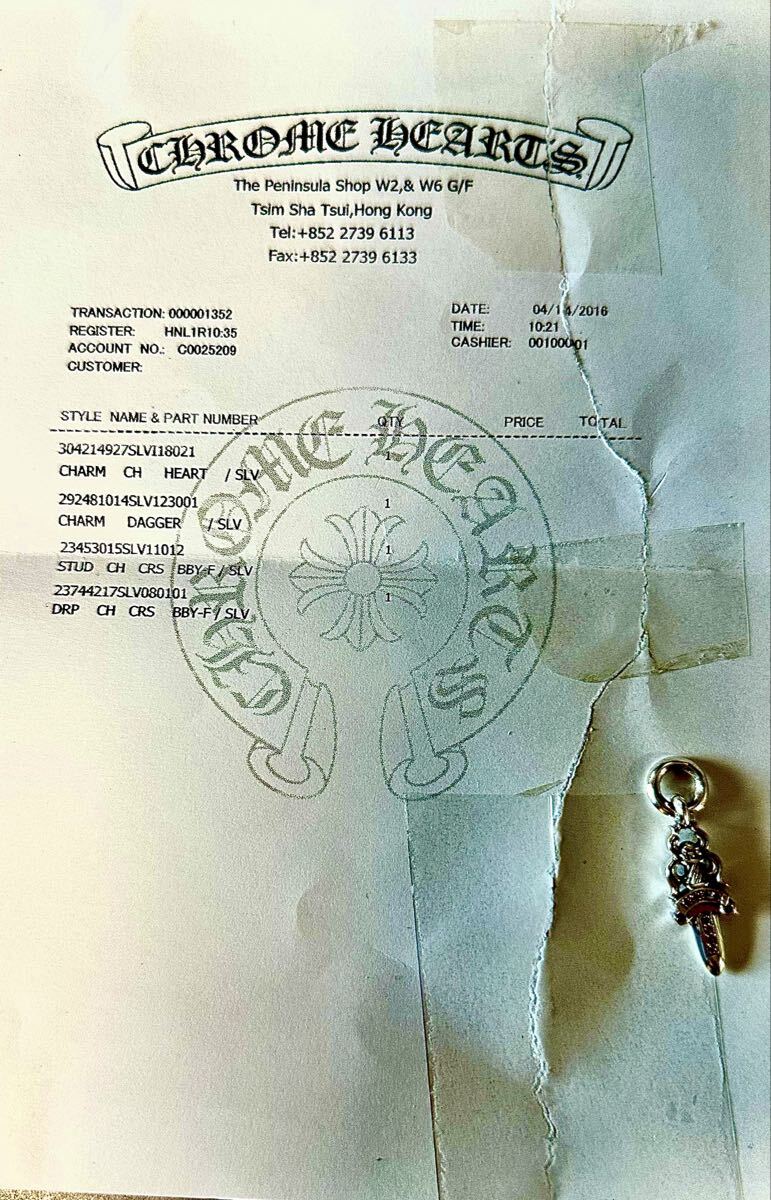 CHROME HEARTS
The Peninsula Shop W2,& W6 G/F
Tsim Sha Tsui,Hong Kong
Tel:+852 2739 6113
Fax:+852 2739 6133
TRANSACTION: 000001352
REGISTER: HNL1R10:35
ACCOUNT NO.: C0025209
CUSTOMER:
DATE: 04/14/2016
TIME: 10:21
CASHIER: 00100001
STYLE NAME & PART NUMBER QTY PRICE TOTAL
304214927SLVI18021 1
CHARM CH HEART / SLV
292481014SLV123001 1
CHARM DAGGER / SLV
23453015SLV11012 1
STUD CH CRS BBY-F / SLV
23744217SLV080101 1
DRP CH CRS BBY-F / SLV
CHROME HEARTS